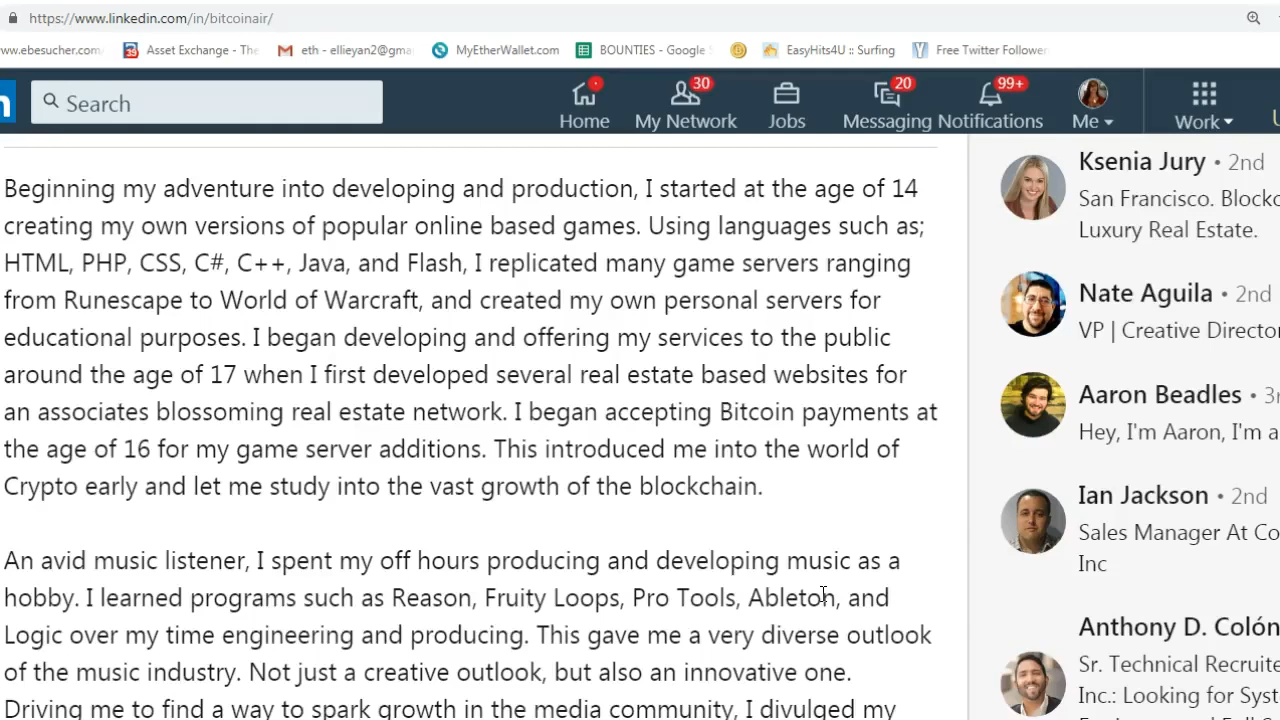 https://www.linkedin.com/in/bitcoinair/
www.ebesucher.com
Asset Exchange - The
eth - ellieyan2@gma
MyEtherWallet.com
BOUNTIES - Google
EasyHits4U :: Surfing
Free Twitter Follower
n
Search
Home
30
My Network
Jobs
20
Messaging
99+
Notifications
Me
Work
Beginning my adventure into developing and production, I started at the age of 14
creating my own versions of popular online based games. Using languages such as;
HTML, PHP, CSS, C#, C++, Java, and Flash, I replicated many game servers ranging
from Runescape to World of Warcraft, and created my own personal servers for
educational purposes. I began developing and offering my services to the public
around the age of 17 when I first developed several real estate based websites for
an associates blossoming real estate network. I began accepting Bitcoin payments at
the age of 16 for my game server additions. This introduced me into the world of
Crypto early and let me study into the vast growth of the blockchain.
An avid music listener, I spent my off hours producing and developing music as a
hobby. I learned programs such as Reason, Fruity Loops, Pro Tools, Ableton, and
Logic over my time engineering and producing. This gave me a very diverse outlook
of the music industry. Not just a creative outlook, but also an innovative one.
Driving me to find a way to spark growth in the media community, I divulged my
Ksenia Jury • 2nd
San Francisco. Blockc
Luxury Real Estate.
Nate Aguila • 2nd
VP | Creative Director
Aaron Beadles • 3r
Hey, I'm Aaron, I'm a
Ian Jackson • 2nd
Sales Manager At Co
Inc
Anthony D. Colón
Sr. Technical Recruite
Inc.: Looking for Syst